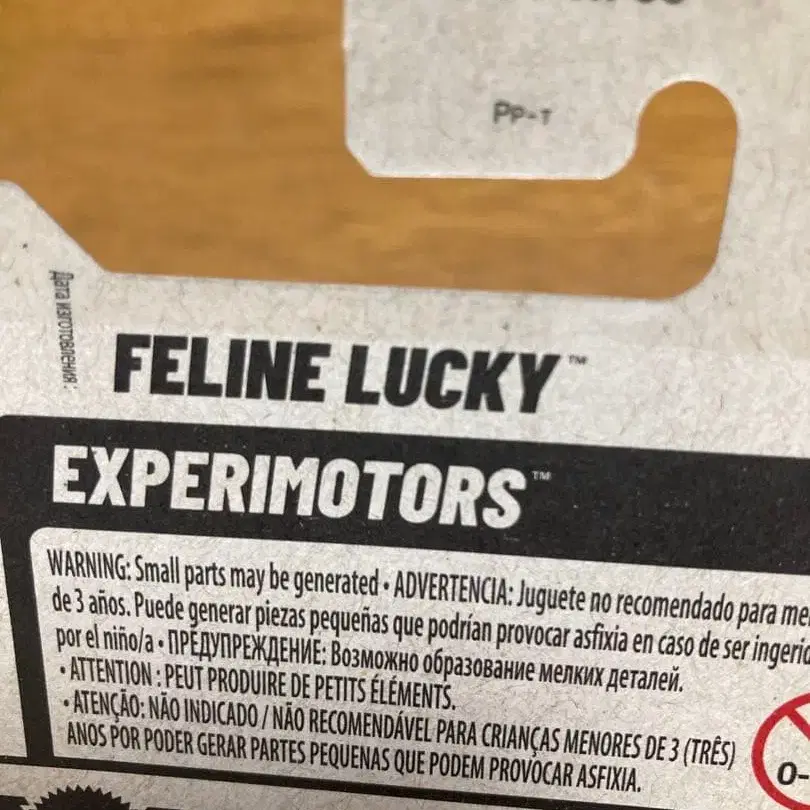 PP-T
Дата изготовления:
FELINE LUCKY™
EXPERIMOTORS™
WARNING: Small parts may be generated • ADVERTENCIA: Juguete no recomendado para
de 3 años. Puede generar piezas pequeñas que podrían provocar asfixia en caso de ser
por el niño/a • ПРЕДУПРЕЖДЕНИЕ: Возможно образование мелких деталей.
• ATTENTION : PEUT PRODUIRE DE PETITS ÉLÉMENTS.
• ATENÇÃO: NÃO INDICADO / NÃO RECOMENDÁVEL PARA CRIANÇAS MENORES DE 3 (TRÊS)
ANOS POR PODER GERAR PARTES PEQUENAS QUE PODEM PROVOCAR ASFIXIA.
0-